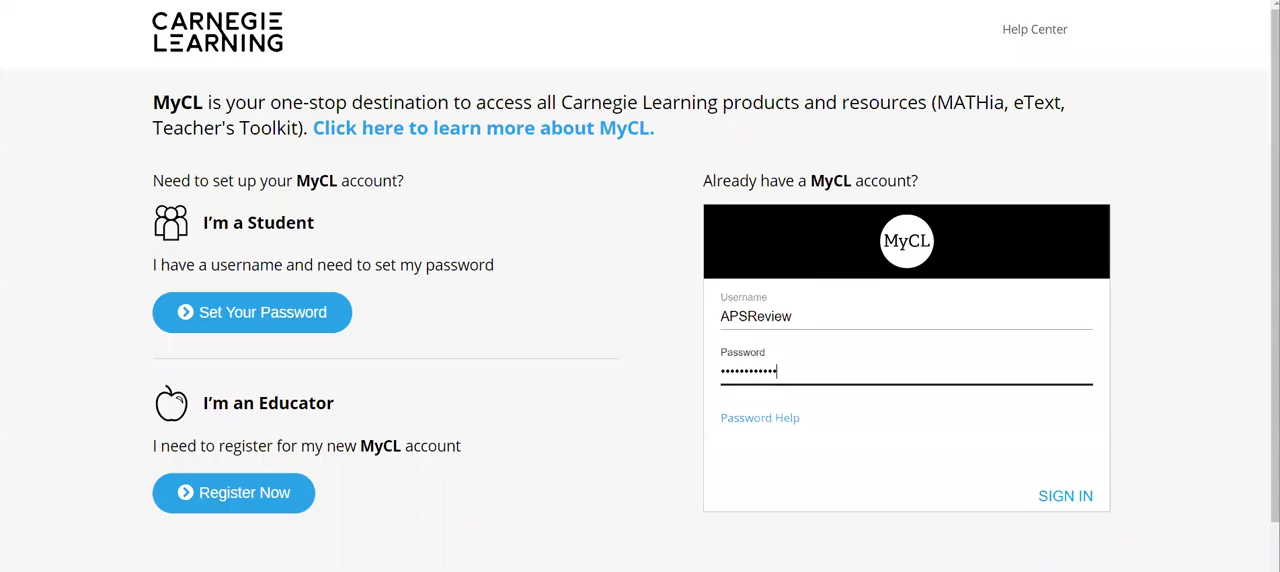 CARNEGIE
LEARNING
Help Center
MyCL is your one-stop destination to access all Carnegie Learning products and resources (MATHia, eText,
Teacher's Toolkit). Click here to learn more about MyCL.
Need to set up your MyCL account?
I'm a Student
I have a username and need to set my password
Set Your Password
I'm an Educator
I need to register for my new MyCL account
Register Now
Already have a MyCL account?
MyCL
Username
APSReview
Password
••••••••••••
Password Help
SIGN IN